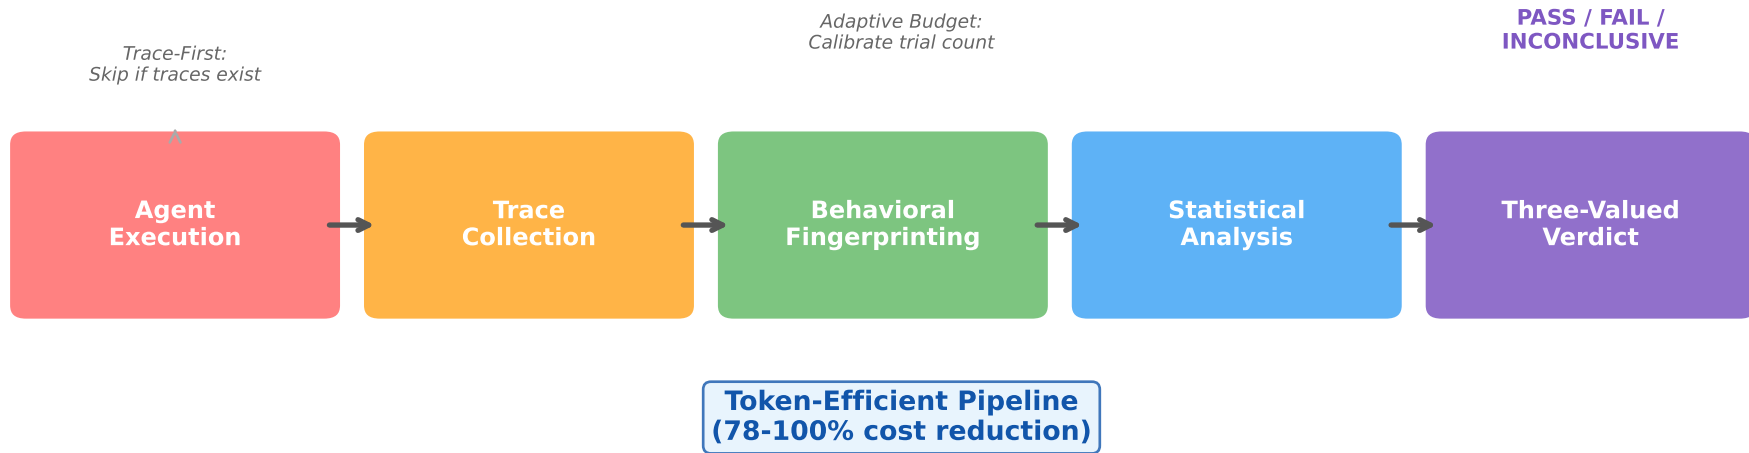 Trace-First:
Skip if traces exist
Adaptive Budget:
Calibrate trial count
PASS / FAIL /
INCONCLUSIVE
Agent
Execution
Trace
Collection
Behavioral
Fingerprinting
Statistical
Analysis
Three-Valued
Verdict
Token-Efficient Pipeline
(78-100% cost reduction)